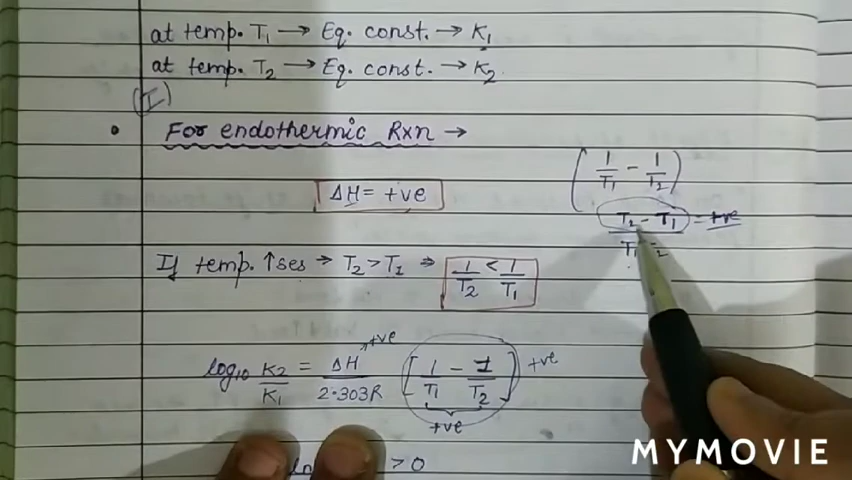 at temp. T₁ → Eq. const. → K₁
at temp. T₂ → Eq. const. → K₂
(I)
• For endothermic Rxn →
ΔH = +ve
(1/T₁ - 1/T₂)
T₂ - T₁ = +ve
If temp. ↑ses → T₂ > T₁ ⇒ 1/T₂ < 1/T₁
log₁₀ K₂/K₁ = ΔH/2.303R [1/T₁ - 1/T₂] +ve
+ve
+ve
> 0
MYMOVIE